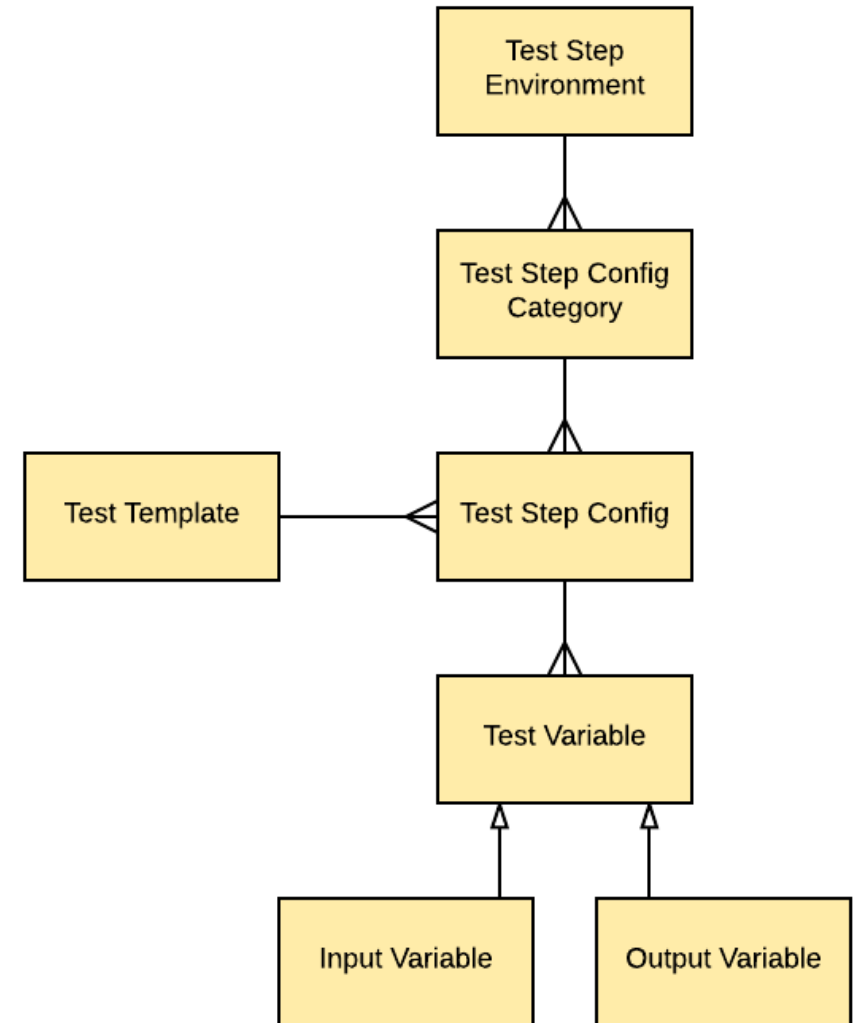 Test Step
Environment
Test Step Config
Category
Test Template
Test Step Config
Test Variable
Input Variable
Output Variable